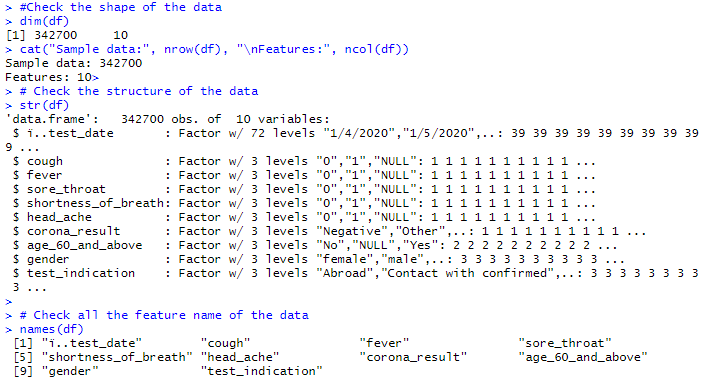 > #Check the shape of the data
> dim(df)
[1] 342700     10
> cat("Sample data:", nrow(df), "\nFeatures:", ncol(df))
Sample data: 342700
Features: 10>
> # Check the structure of the data
> str(df)
'data.frame':   342700 obs. of  10 variables:
 $ ï..test_date       : Factor w/ 72 levels "1/4/2020","1/5/2020",..: 39 39 39 39 39 39 39 39 39 3
9 ...
 $ cough              : Factor w/ 3 levels "0","1","NULL": 1 1 1 1 1 1 1 1 1 1 ...
 $ fever              : Factor w/ 3 levels "0","1","NULL": 1 1 1 1 1 1 1 1 1 1 ...
 $ sore_throat        : Factor w/ 3 levels "0","1","NULL": 1 1 1 1 1 1 1 1 1 1 ...
 $ shortness_of_breath: Factor w/ 3 levels "0","1","NULL": 1 1 1 1 1 1 1 1 1 1 ...
 $ head_ache          : Factor w/ 3 levels "0","1","NULL": 1 1 1 1 1 1 1 1 1 1 ...
 $ corona_result      : Factor w/ 3 levels "Negative","Other",..: 1 1 1 1 1 1 1 1 1 1 ...
 $ age_60_and_above   : Factor w/ 3 levels "No","NULL","Yes": 2 2 2 2 2 2 2 2 2 2 ...
 $ gender             : Factor w/ 3 levels "female","male",..: 3 3 3 3 3 3 3 3 3 3 ...
 $ test_indication    : Factor w/ 3 levels "Abroad","Contact with confirmed",..: 3 3 3 3 3 3 3 3
3 3 ...
>
> # Check all the feature name of the data
> names(df)
 [1] "ï..test_date"        "cough"               "fever"               "sore_throat"
 [5] "shortness_of_breath" "head_ache"           "corona_result"       "age_60_and_above"
 [9] "gender"              "test_indication"